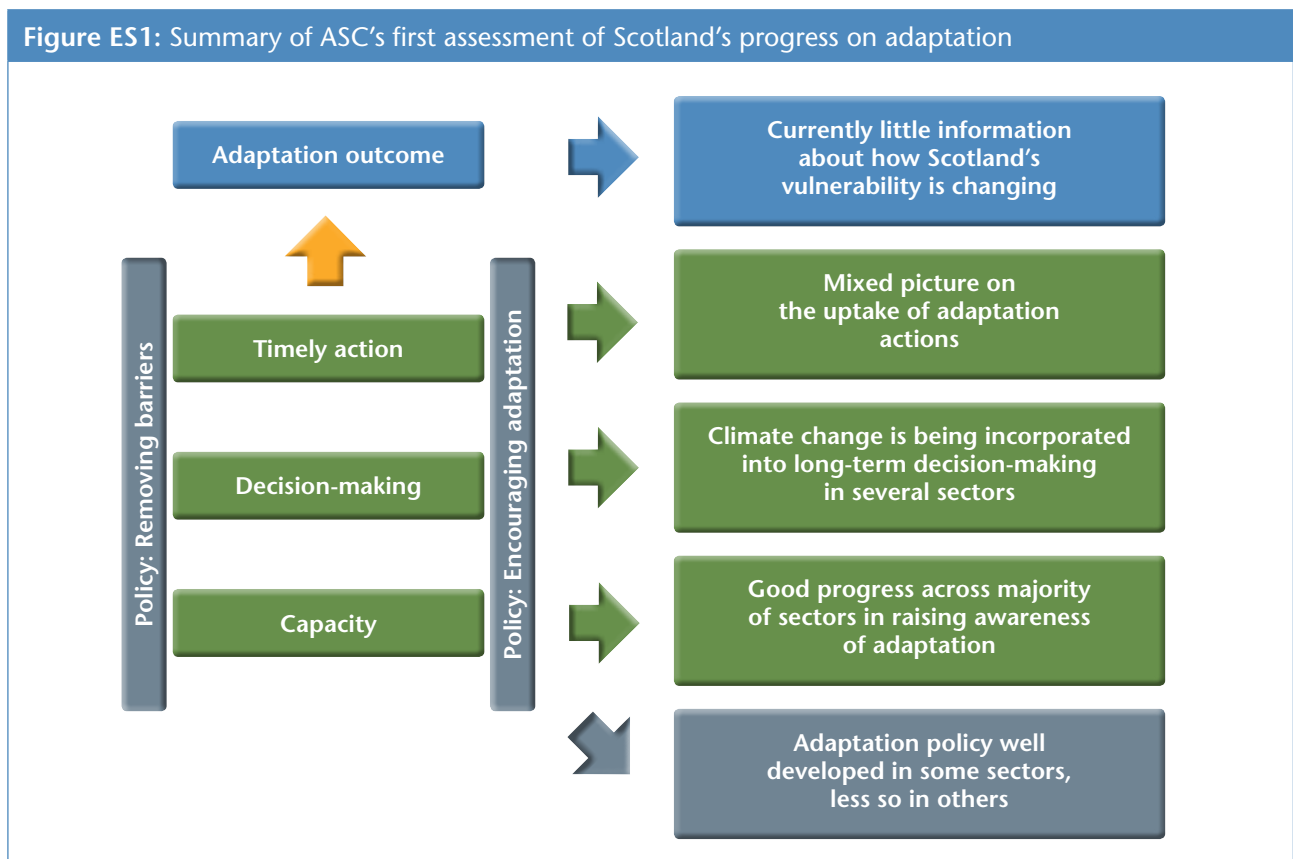 Figure ES1: Summary of ASC's first assessment of Scotland's progress on adaptation
Adaptation outcome
Currently little information
about how Scotland's
vulnerability is changing
Policy: Removing barriers
Timely action
Decision-making
Capacity
Policy: Encouraging adaptation
Mixed picture on
the uptake of adaptation
actions
Climate change is being incorporated
into long-term decision-making
in several sectors
Good progress across majority
of sectors in raising awareness
of adaptation
Adaptation policy well
developed in some sectors,
less so in others